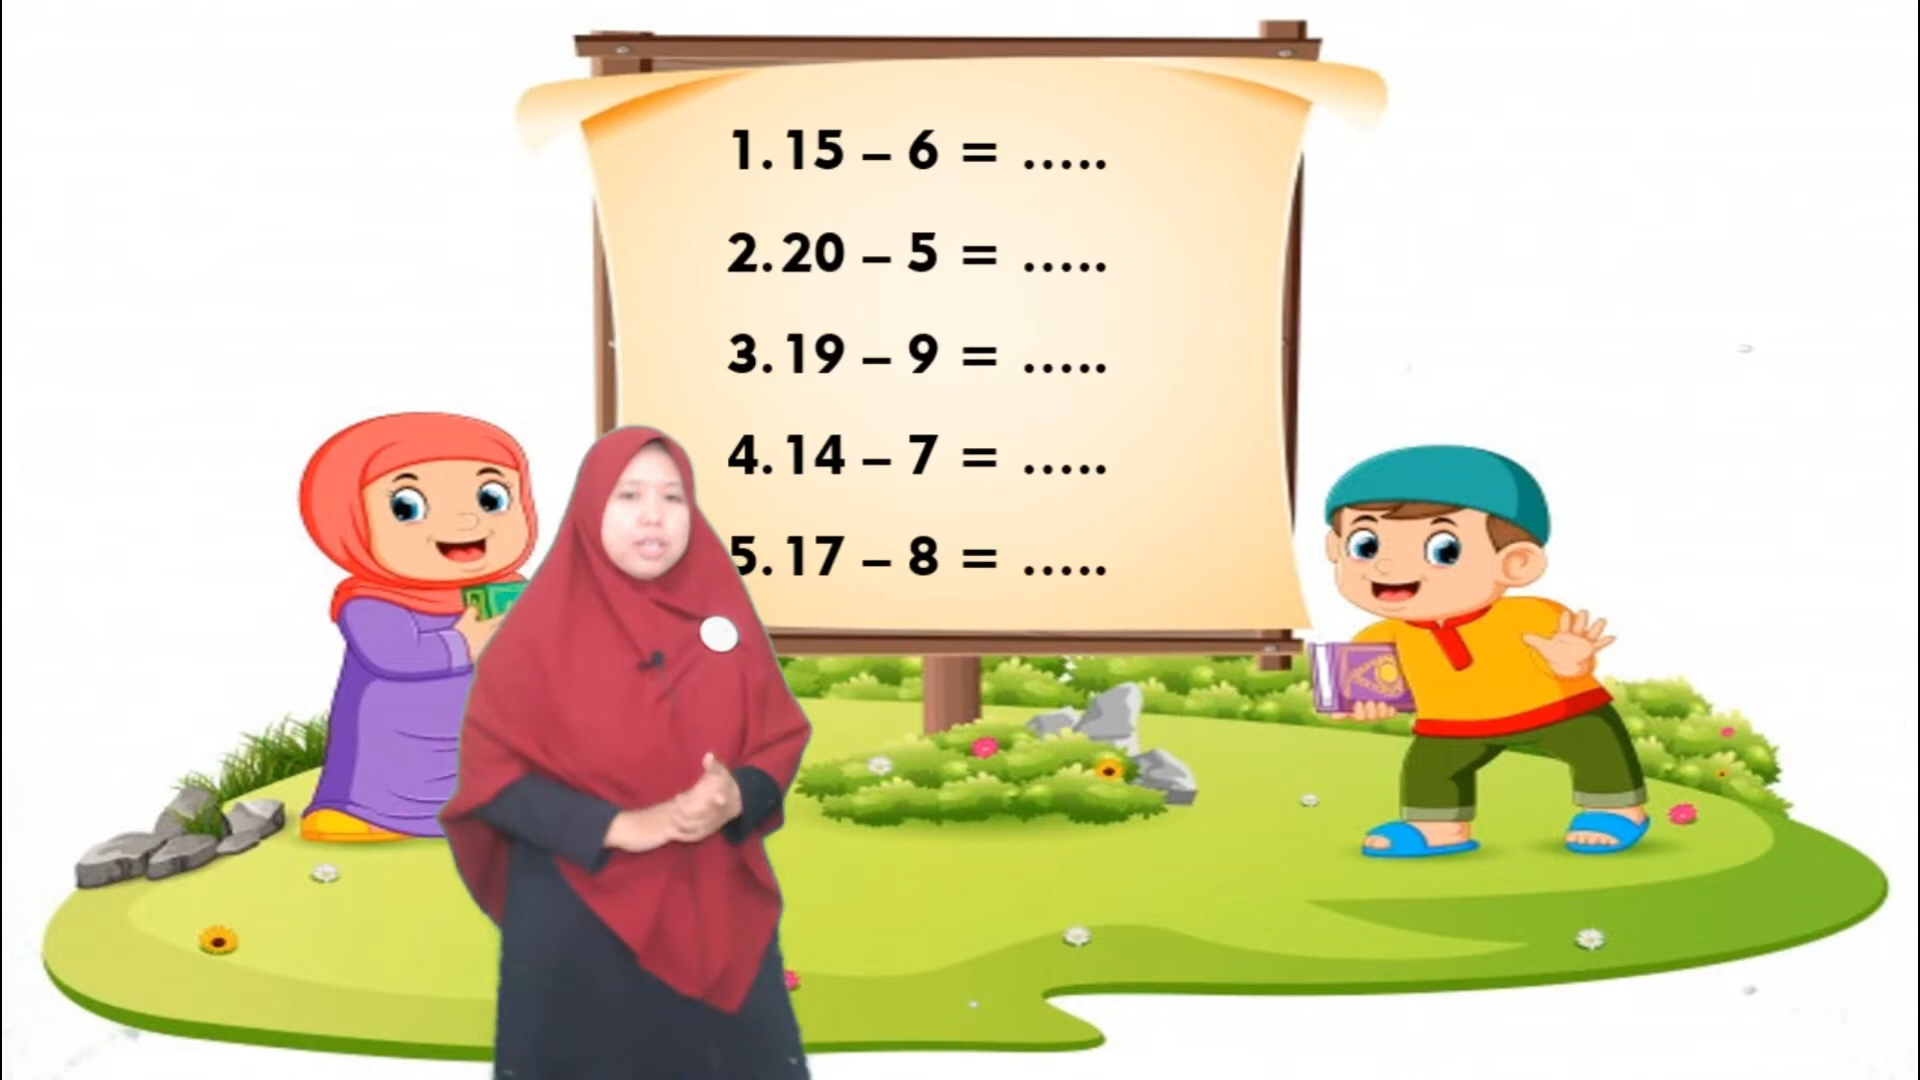 1. 15 – 6 = .....
2. 20 – 5 = .....
3. 19 – 9 = .....
4. 14 – 7 = .....
5. 17 – 8 = .....